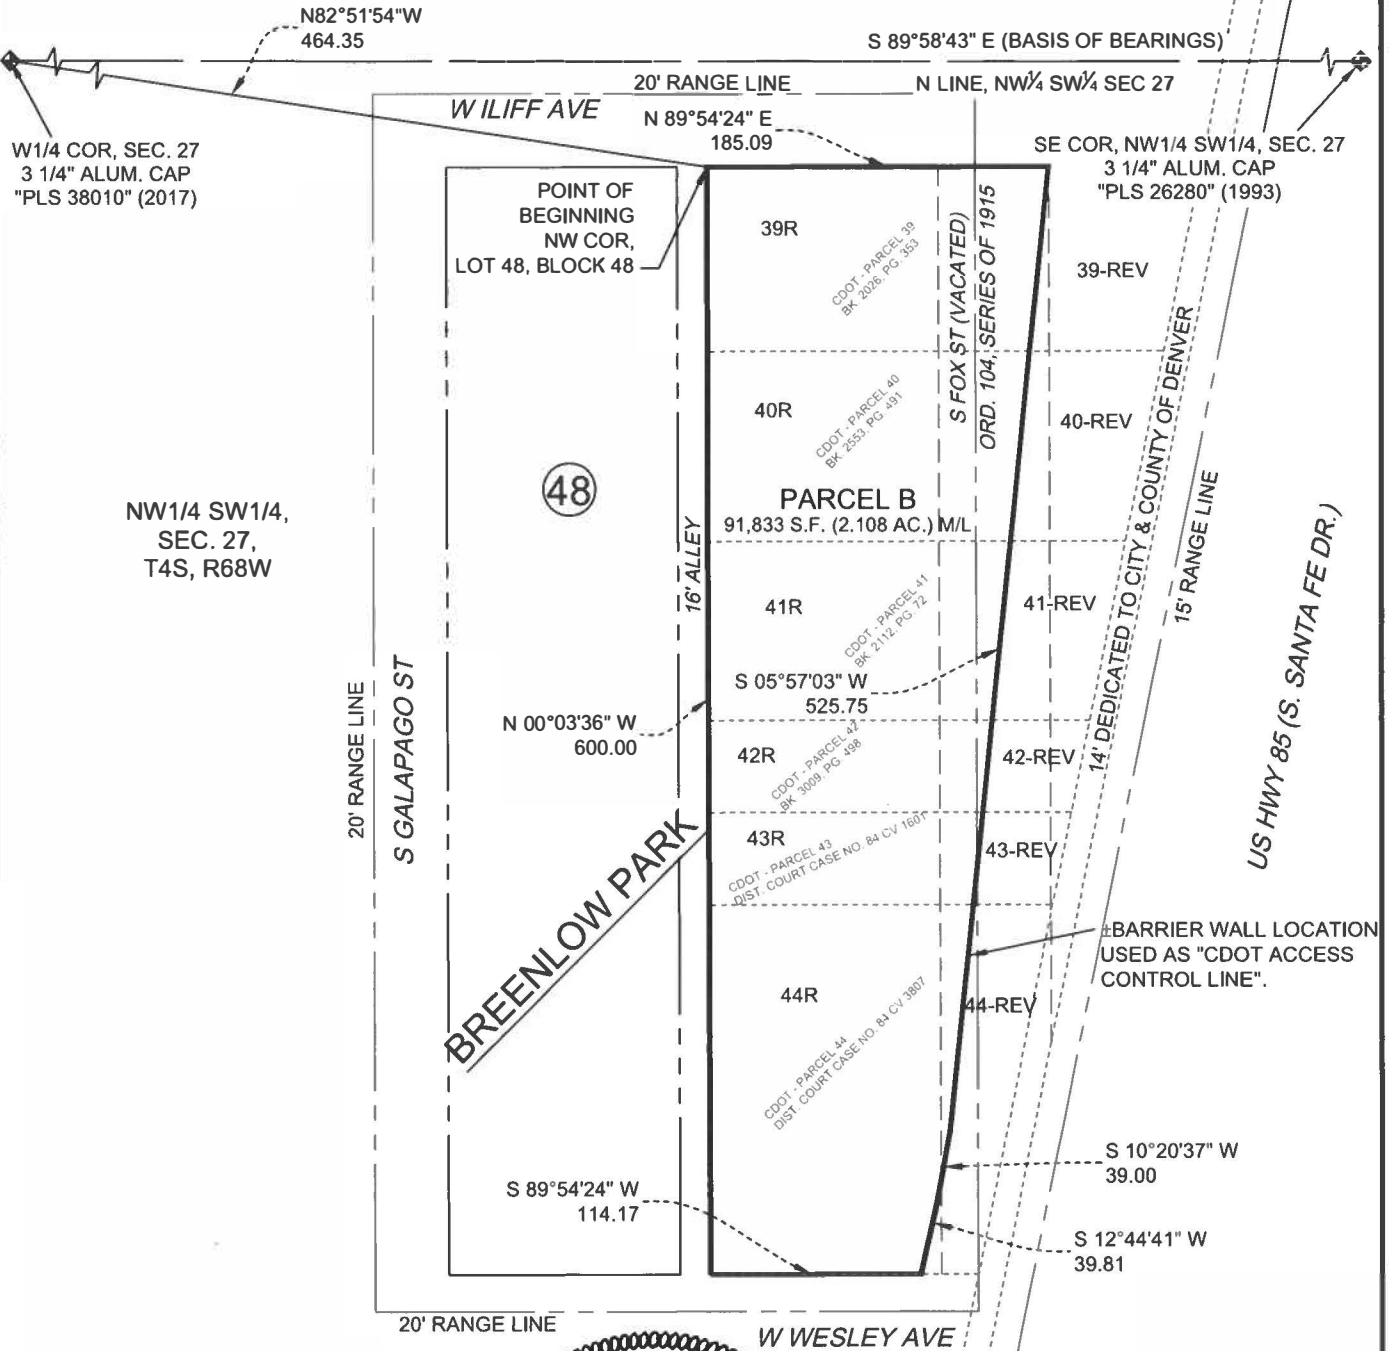 N82°51'54"W
464.35
S 89°58'43" E (BASIS OF BEARINGS)
20' RANGE LINE
N LINE, NW¼ SW¼ SEC 27
W ILIFF AVE
N 89°54'24" E
185.09
W1/4 COR, SEC. 27
3 1/4" ALUM. CAP
"PLS 38010" (2017)
SE COR, NW1/4 SW1/4, SEC. 27
3 1/4" ALUM. CAP
"PLS 26280" (1993)
POINT OF
BEGINNING
NW COR,
LOT 48, BLOCK 48
39R
CDOT - PARCEL 39
BK. 2026, PG. 353
S FOX ST (VACATED)
ORD. 104, SERIES OF 1915
39-REV
40R
CDOT - PARCEL 40
BK. 2553, PG. 491
40-REV
48
NW1/4 SW1/4,
SEC. 27,
T4S, R68W
PARCEL B
91,833 S.F. (2.108 AC.) M/L
16' ALLEY
14' DEDICATED TO CITY & COUNTY OF DENVER
15' RANGE LINE
US HWY 85 (S. SANTA FE DR.)
41R
CDOT - PARCEL 41
BK. 2112, PG. 72
41-REV
S 05°57'03" W
525.75
20' RANGE LINE
S GALAPAGO ST
N 00°03'36" W
600.00
42R
CDOT - PARCEL 42
BK. 3009, PG. 498
42-REV
43R
CDOT - PARCEL 43
DIST. COURT CASE NO. 84 CV 1601
43-REV
BREENLOW PARK
±BARRIER WALL LOCATION
USED AS "CDOT ACCESS
CONTROL LINE".
44R
CDOT - PARCEL 44
DIST. COURT CASE NO. 84 CV 3807
44-REV
S 10°20'37" W
39.00
S 89°54'24" W
114.17
S 12°44'41" W
39.81
20' RANGE LINE
W WESLEY AVE